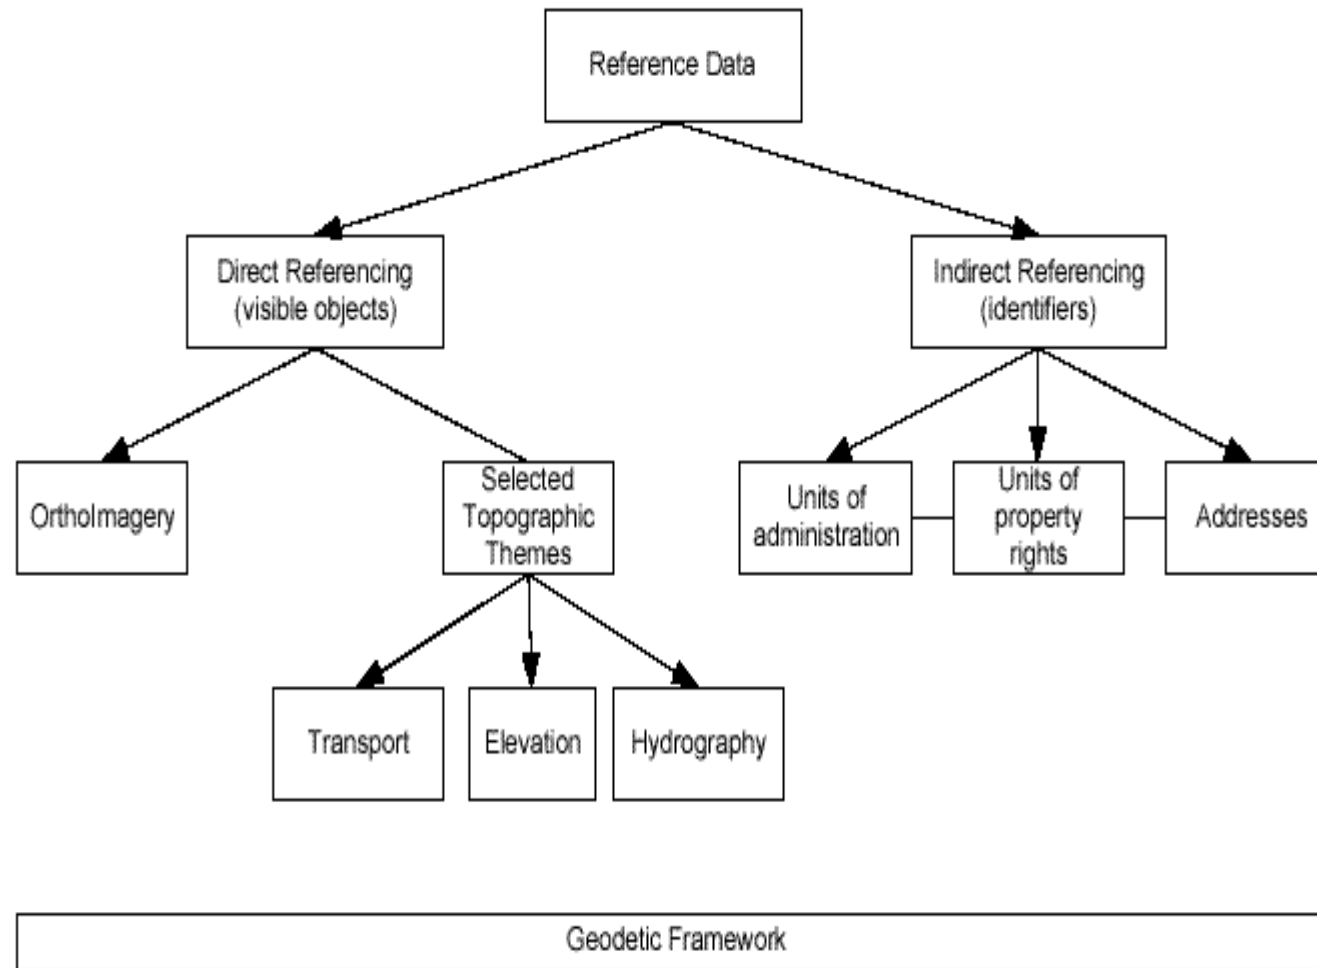 Reference Data
Direct Referencing
(visible objects)
Indirect Referencing
(identifiers)
OrthoImagery
Selected
Topographic
Themes
Units of
administration
Units of
property
rights
Addresses
Transport
Elevation
Hydrography
Geodetic Framework